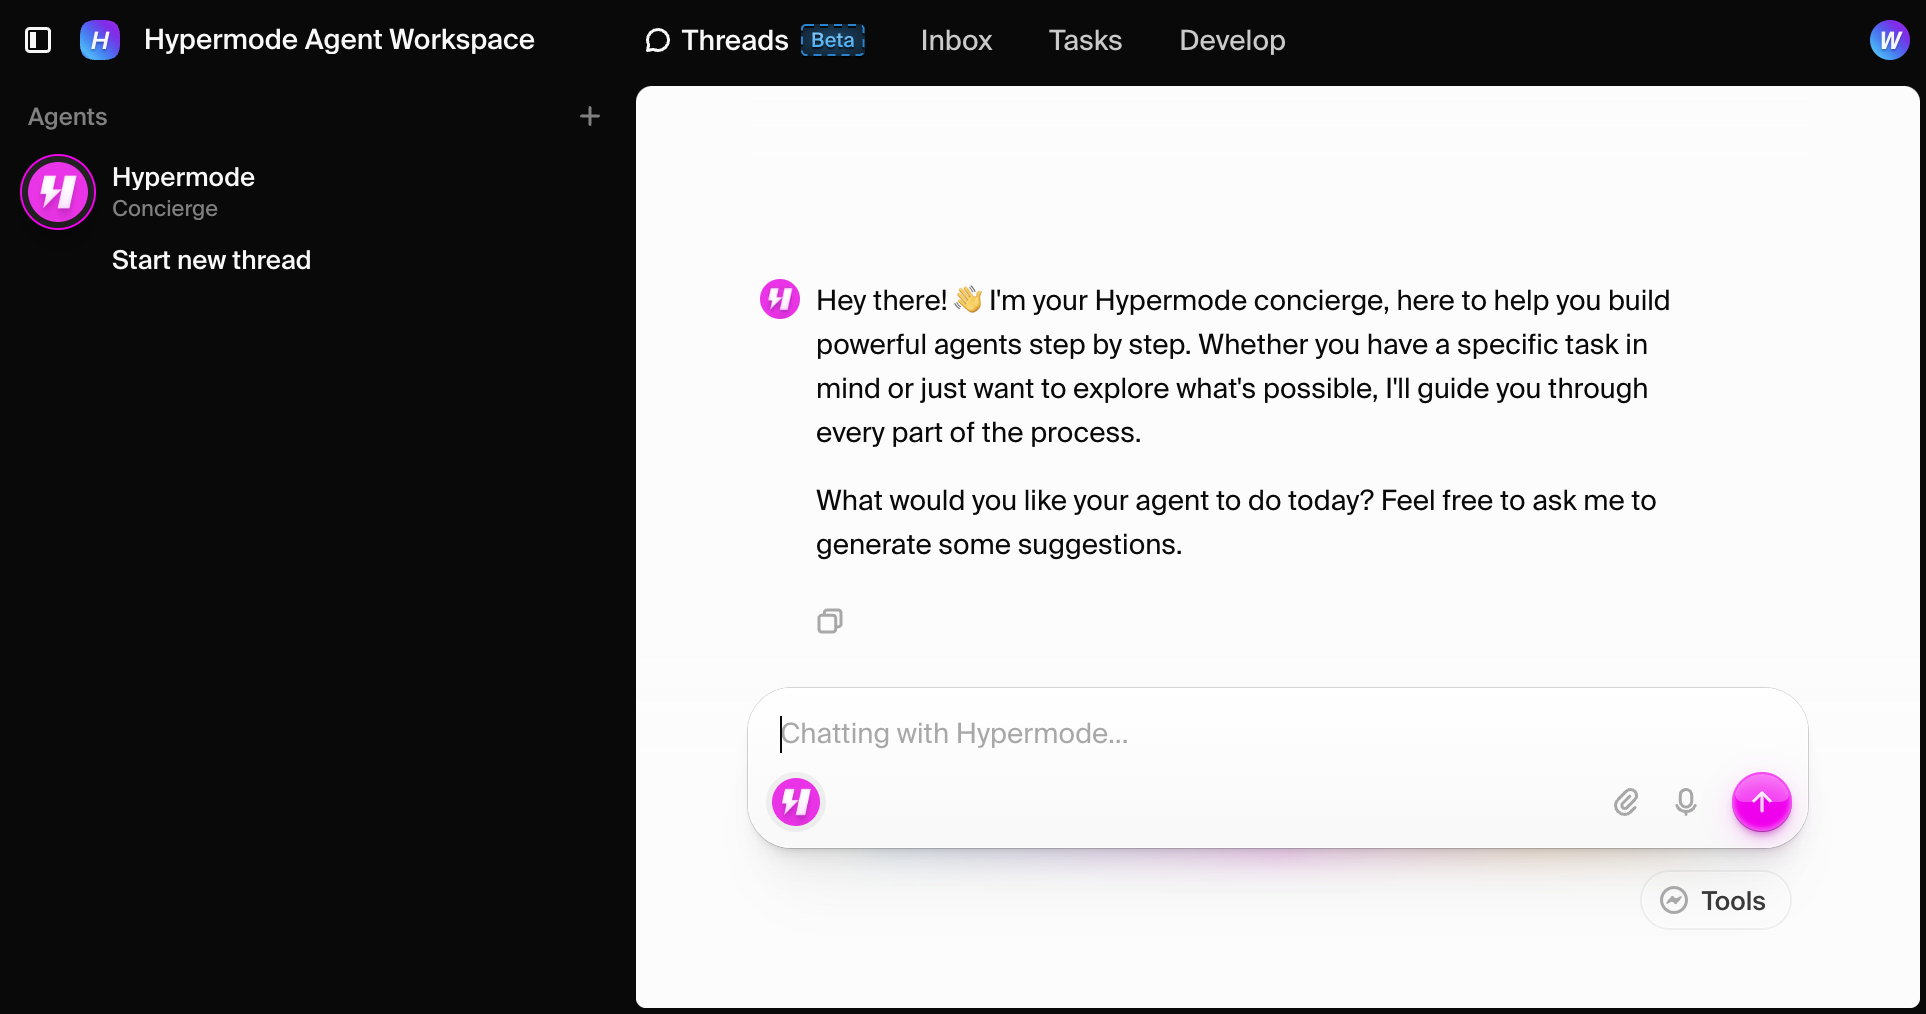 H
Hypermode Agent Workspace
Threads Beta Inbox Tasks Develop
W
Agents
Hypermode
Concierge
Start new thread
Hey there! 👋 I'm your Hypermode concierge, here to help you build
powerful agents step by step. Whether you have a specific task in
mind or just want to explore what's possible, I'll guide you through
every part of the process.
What would you like your agent to do today? Feel free to ask me to
generate some suggestions.
Chatting with Hypermode...
Tools